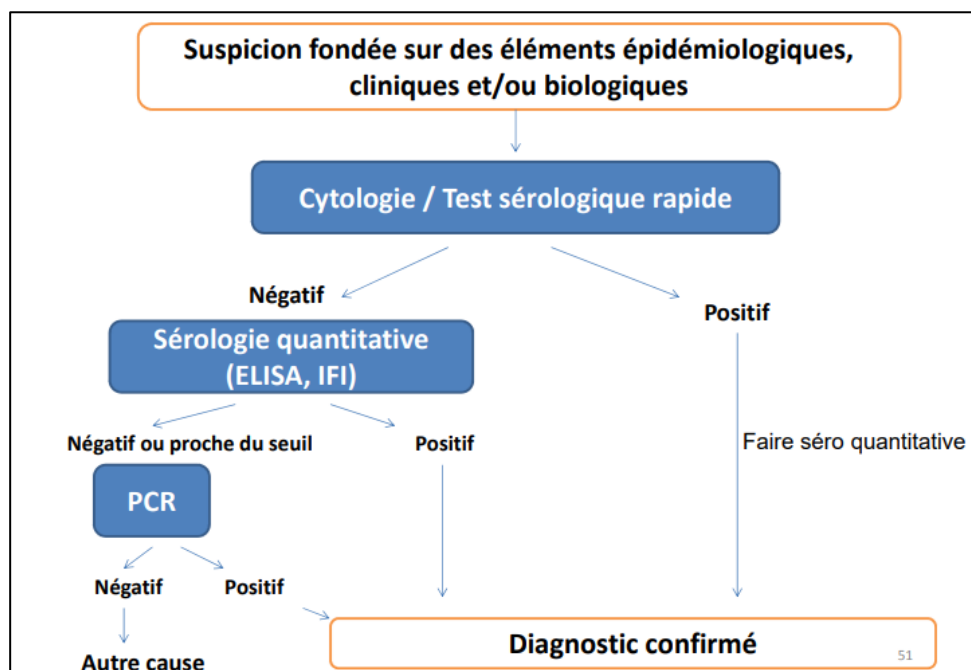 Suspicion fondée sur des éléments épidémiologiques,
cliniques et/ou biologiques
Cytologie / Test sérologique rapide
Négatif
Positif
Sérologie quantitative
(ELISA, IFI)
Négatif ou proche du seuil
Positif
Faire séro quantitative
PCR
Négatif
Positif
Diagnostic confirmé
51
Autre cause